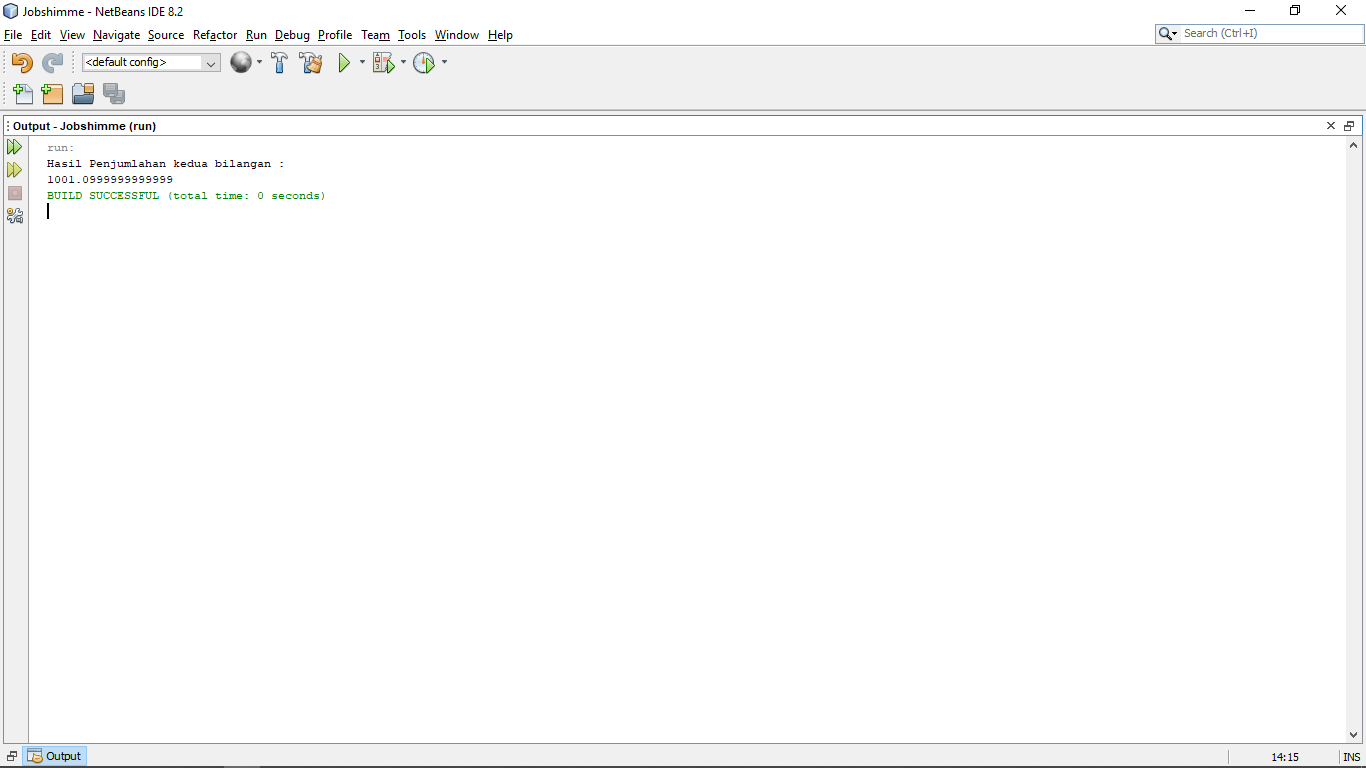 Jobshimme - NetBeans IDE 8.2
File Edit View Navigate Source Refactor Run Debug Profile Team Tools Window Help
Search (Ctrl+I)
<default config>
Output - Jobshimme (run)
run:
Hasil Penjumlahan kedua bilangan :
1001.0999999999999
BUILD SUCCESSFUL (total time: 0 seconds)
Output
14:15
INS